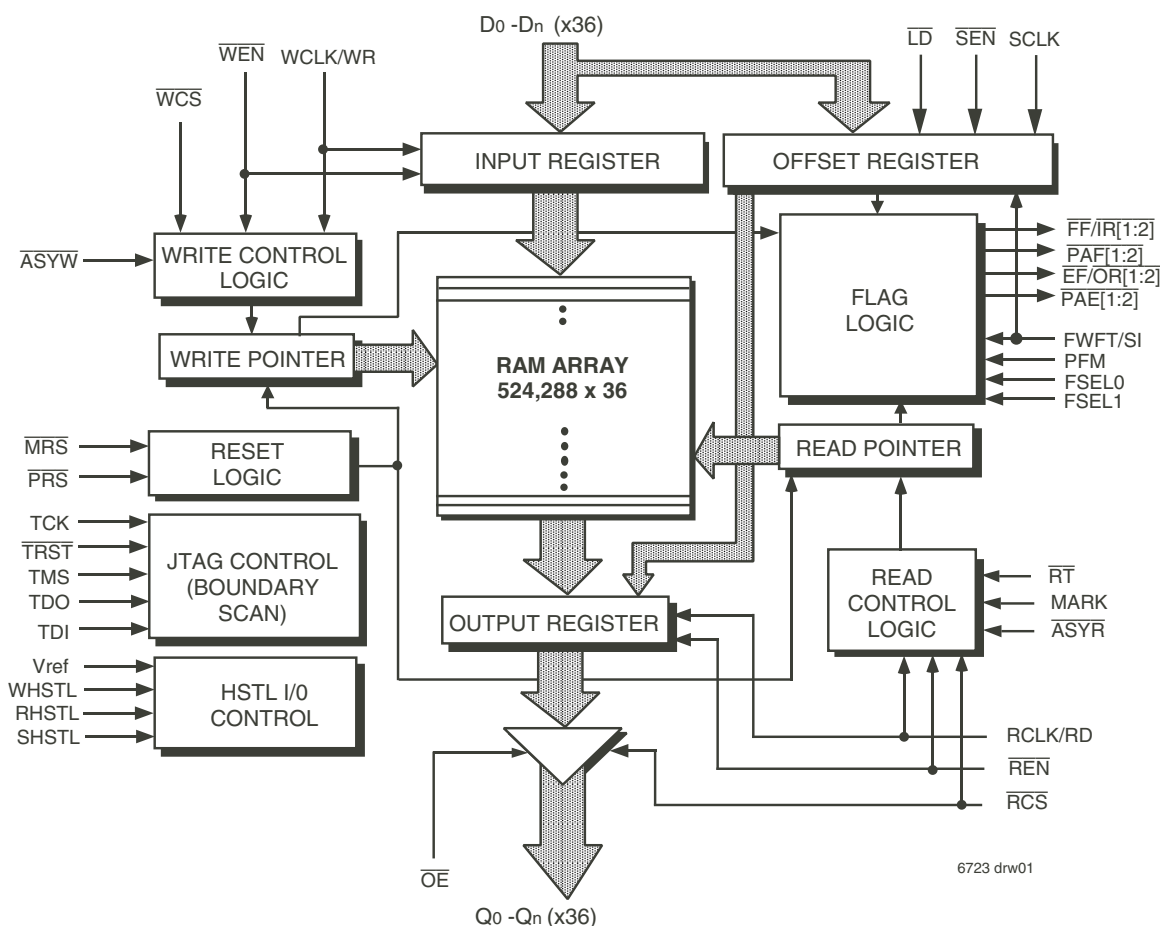 D0 -Dn (x36)
LD SEN SCLK
WEN WCLK/WR
WCS
INPUT REGISTER
OFFSET REGISTER
ASYW
WRITE CONTROL
LOGIC
FF/IR[1:2]
PAF[1:2]
EF/OR[1:2]
PAE[1:2]
FLAG
LOGIC
WRITE POINTER
RAM ARRAY
524,288 x 36
FWFT/SI
PFM
FSEL0
FSEL1
MRS
PRS
RESET
LOGIC
READ POINTER
TCK
TRST
TMS
TDO
TDI
JTAG CONTROL
(BOUNDARY
SCAN)
READ
CONTROL
LOGIC
RT
MARK
ASYR
OUTPUT REGISTER
Vref
WHSTL
RHSTL
SHSTL
HSTL I/0
CONTROL
RCLK/RD
REN
RCS
OE
6723 drw01
Q0 -Qn (x36)